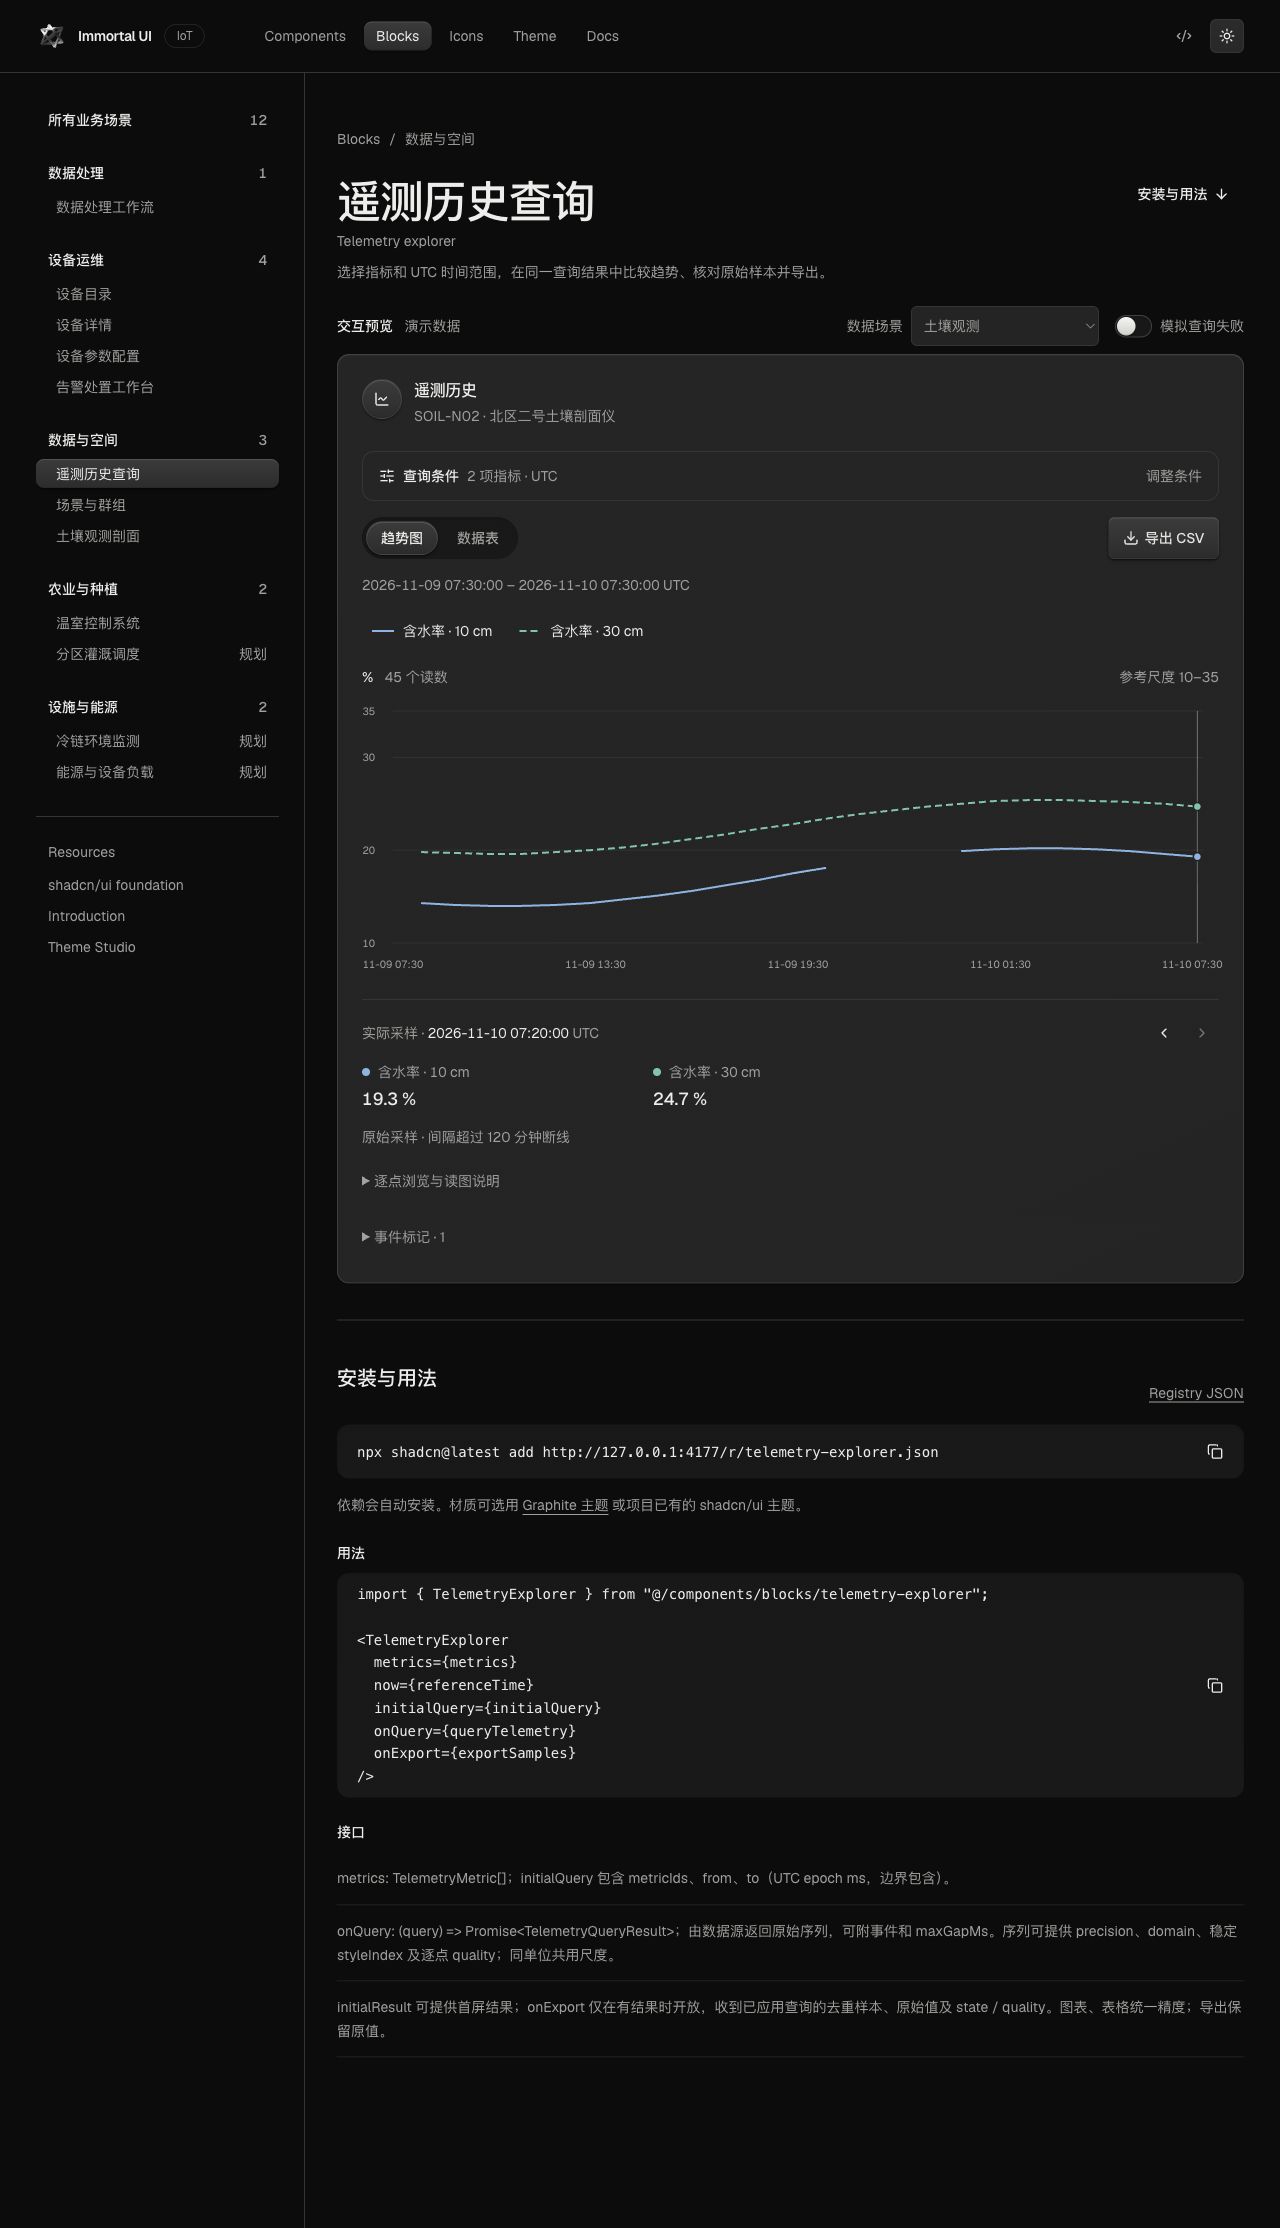 Immortal UI
IoT
Components
Blocks
Icons
Theme
Docs
所有业务场景 12
数据处理 1
数据处理工作流
设备运维 4
设备目录
设备详情
设备参数配置
告警处置工作台
数据与空间 3
遥测历史查询
场景与群组
土壤观测剖面
农业与种植 2
温室控制系统
分区灌溉调度 规划
设施与能源 2
冷链环境监测 规划
能源与设备负载 规划
Resources
shadcn/ui foundation
Introduction
Theme Studio
Blocks / 数据与空间
遥测历史查询
安装与用法 ↓
Telemetry explorer
选择指标和 UTC 时间范围，在同一查询结果中比较趋势、核对原始样本并导出。
交互预览 演示数据
数据场景 土壤观测 模拟查询失败
遥测历史
SOIL-N02 · 北区二号土壤剖面仪
查询条件 2 项指标 · UTC 调整条件
趋势图 数据表 导出 CSV
2026-11-09 07:30:00 – 2026-11-10 07:30:00 UTC
含水率 · 10 cm 含水率 · 30 cm
% 45 个读数 参考尺度 10–35
35
30
20
10
11-09 07:30 11-09 13:30 11-09 19:30 11-10 01:30 11-10 07:30
实际采样 · 2026-11-10 07:20:00 UTC
含水率 · 10 cm 含水率 · 30 cm
19.3 % 24.7 %
原始采样 · 间隔超过 120 分钟断线
▶ 逐点浏览与读图说明
▶ 事件标记 · 1
安装与用法
Registry JSON
npx shadcn@latest add http://127.0.0.1:4177/r/telemetry-explorer.json
依赖会自动安装。材质可选用 Graphite 主题 或项目已有的 shadcn/ui 主题。
用法
import { TelemetryExplorer } from "@/components/blocks/telemetry-explorer";
<TelemetryExplorer
metrics={metrics}
now={referenceTime}
initialQuery={initialQuery}
onQuery={queryTelemetry}
onExport={exportSamples}
/>
接口
metrics: TelemetryMetric[]；initialQuery 包含 metricIds、from、to（UTC epoch ms，边界包含）。
onQuery: (query) => Promise<TelemetryQueryResult>；由数据源返回原始序列，可附事件和 maxGapMs。序列可提供 precision、domain、稳定
styleIndex 及逐点 quality；同单位共用尺度。
initialResult 可提供首屏结果；onExport 仅在有结果时开放，收到已应用查询的去重样本、原始值及 state / quality。图表、表格统一精度；导出保
留原值。